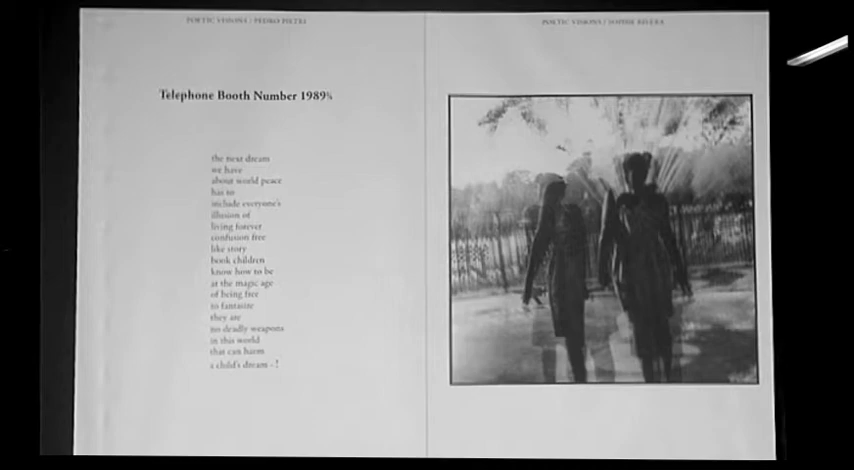 POETIC VISIONS / PEDRO PIETRI
POETIC VISIONS / SOPHIE RIVERA
Telephone Booth Number 1989½
the next dream
we have
about world peace
has to
include everyone's
illusion of
living forever
confusion free
like story
book children
know how to be
at the magic age
of being free
to fantasize
they are
no deadly weapons
in this world
that can harm
a child's dream - !